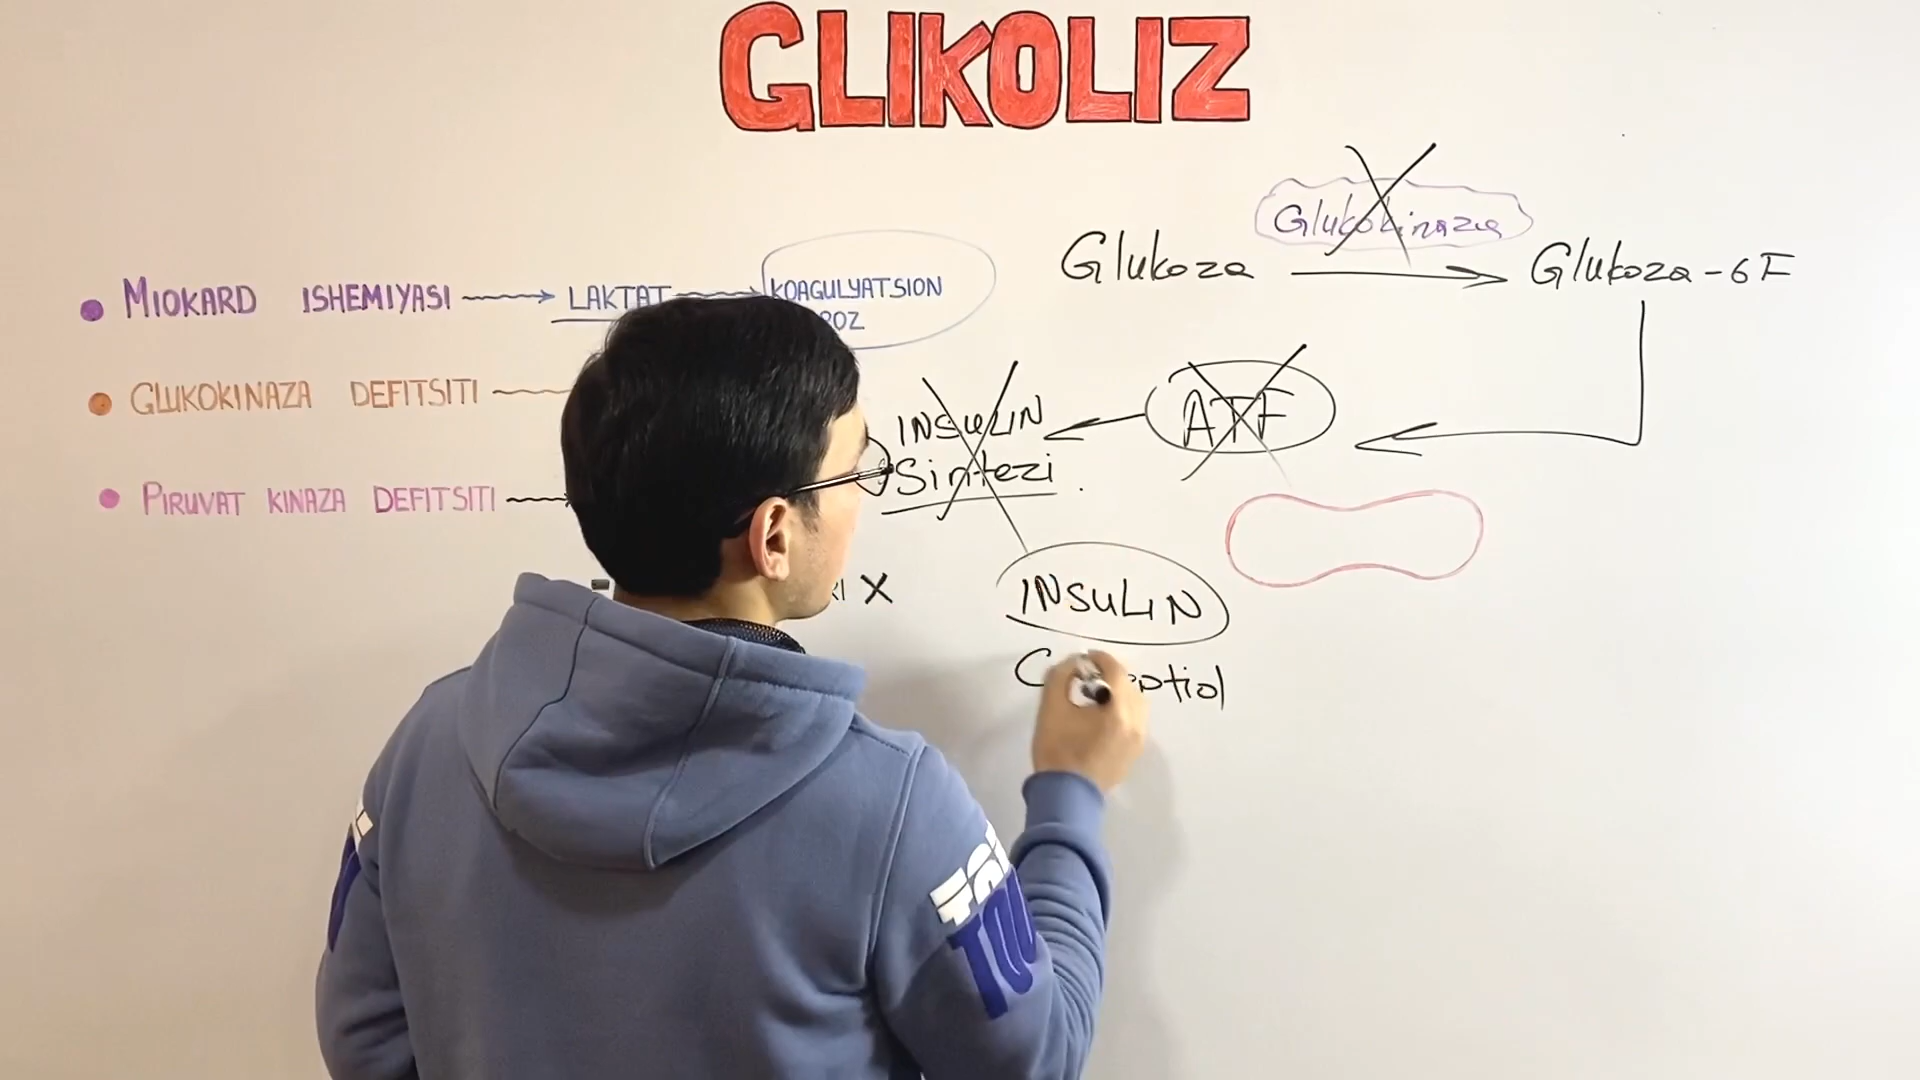 GLIKOLIZ
MIOKARD ISHEMIYASI
LAKTAT
KOAGULYATSION
GLUKOKINAZA DEFITSITI
PIRUVAT KINAZA DEFITSITI
X
Glukoza
Glukokinaza
Glukoza-6F
ATF
INSULIN
Sintezi
INSULIN